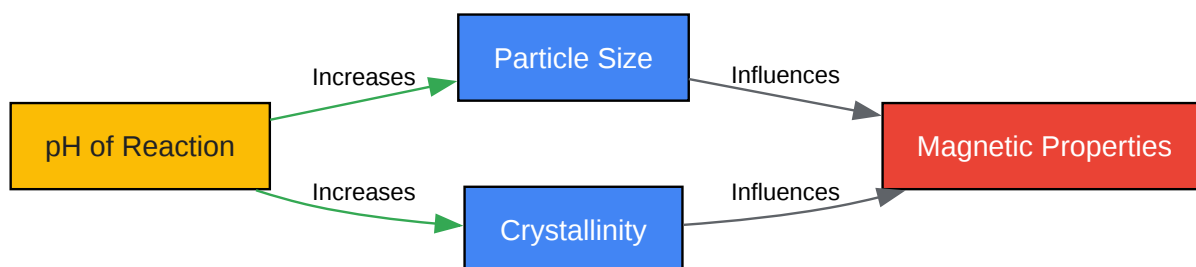 Particle Size
Increases
Influences
pH of Reaction
Magnetic Properties
Increases
Influences
Crystallinity